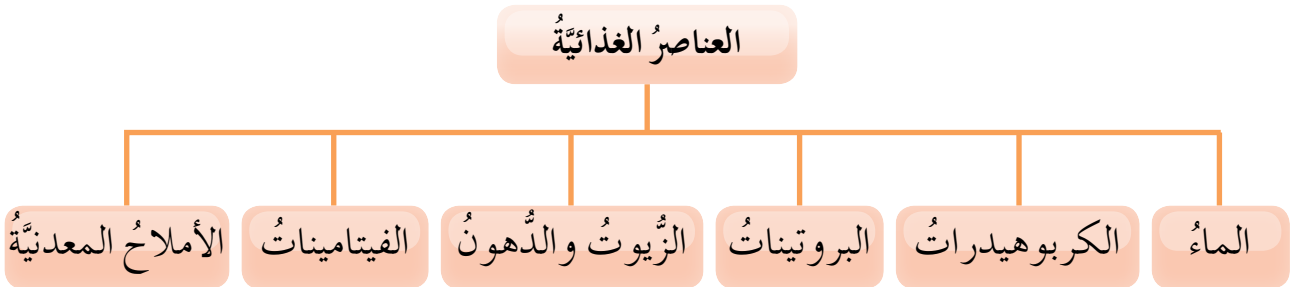 العناصرُ الغذائيَّةُ
الماءُ
الكربوهيدراتُ
البروتيناتُ
الزُّيوتُ والدُّهونُ
الفيتاميناتُ
الأملاحُ المعدنيَّةُ